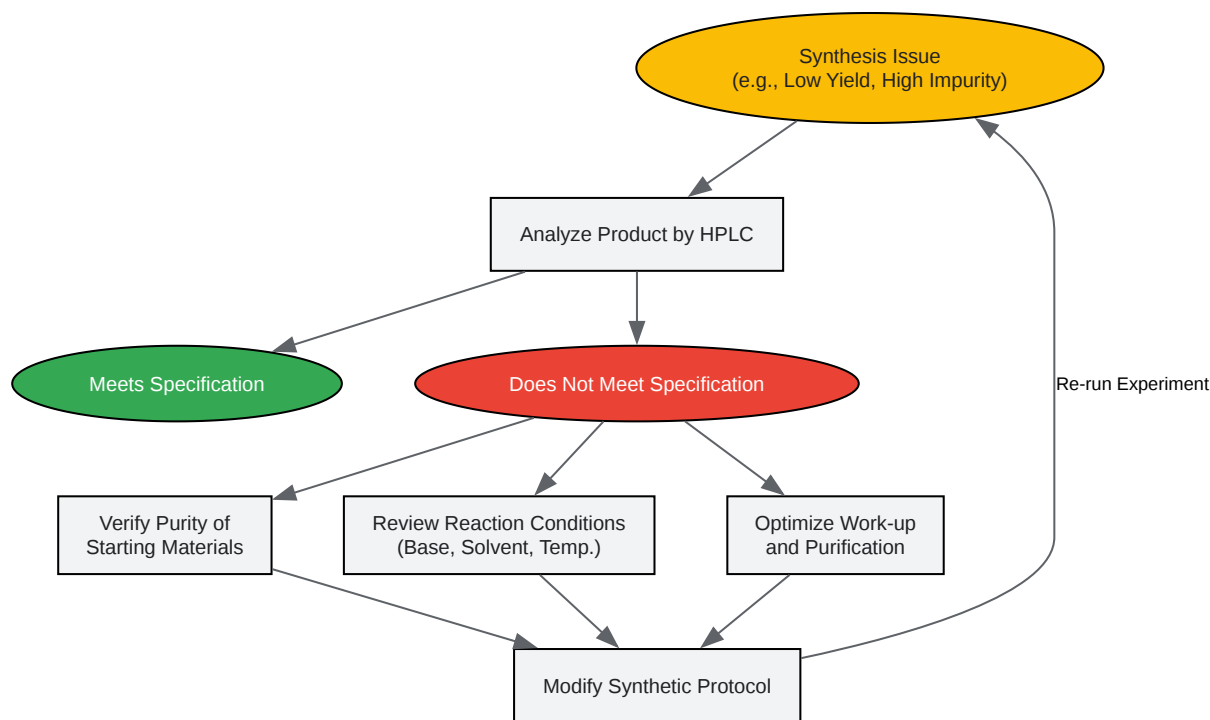 Synthesis Issue
(e.g., Low Yield, High Impurity)
Analyze Product by HPLC
Meets Specification
Does Not Meet Specification
Re-run Experiment
Verify Purity of
Starting Materials
Review Reaction Conditions
(Base, Solvent, Temp.)
Optimize Work-up
and Purification
Modify Synthetic Protocol